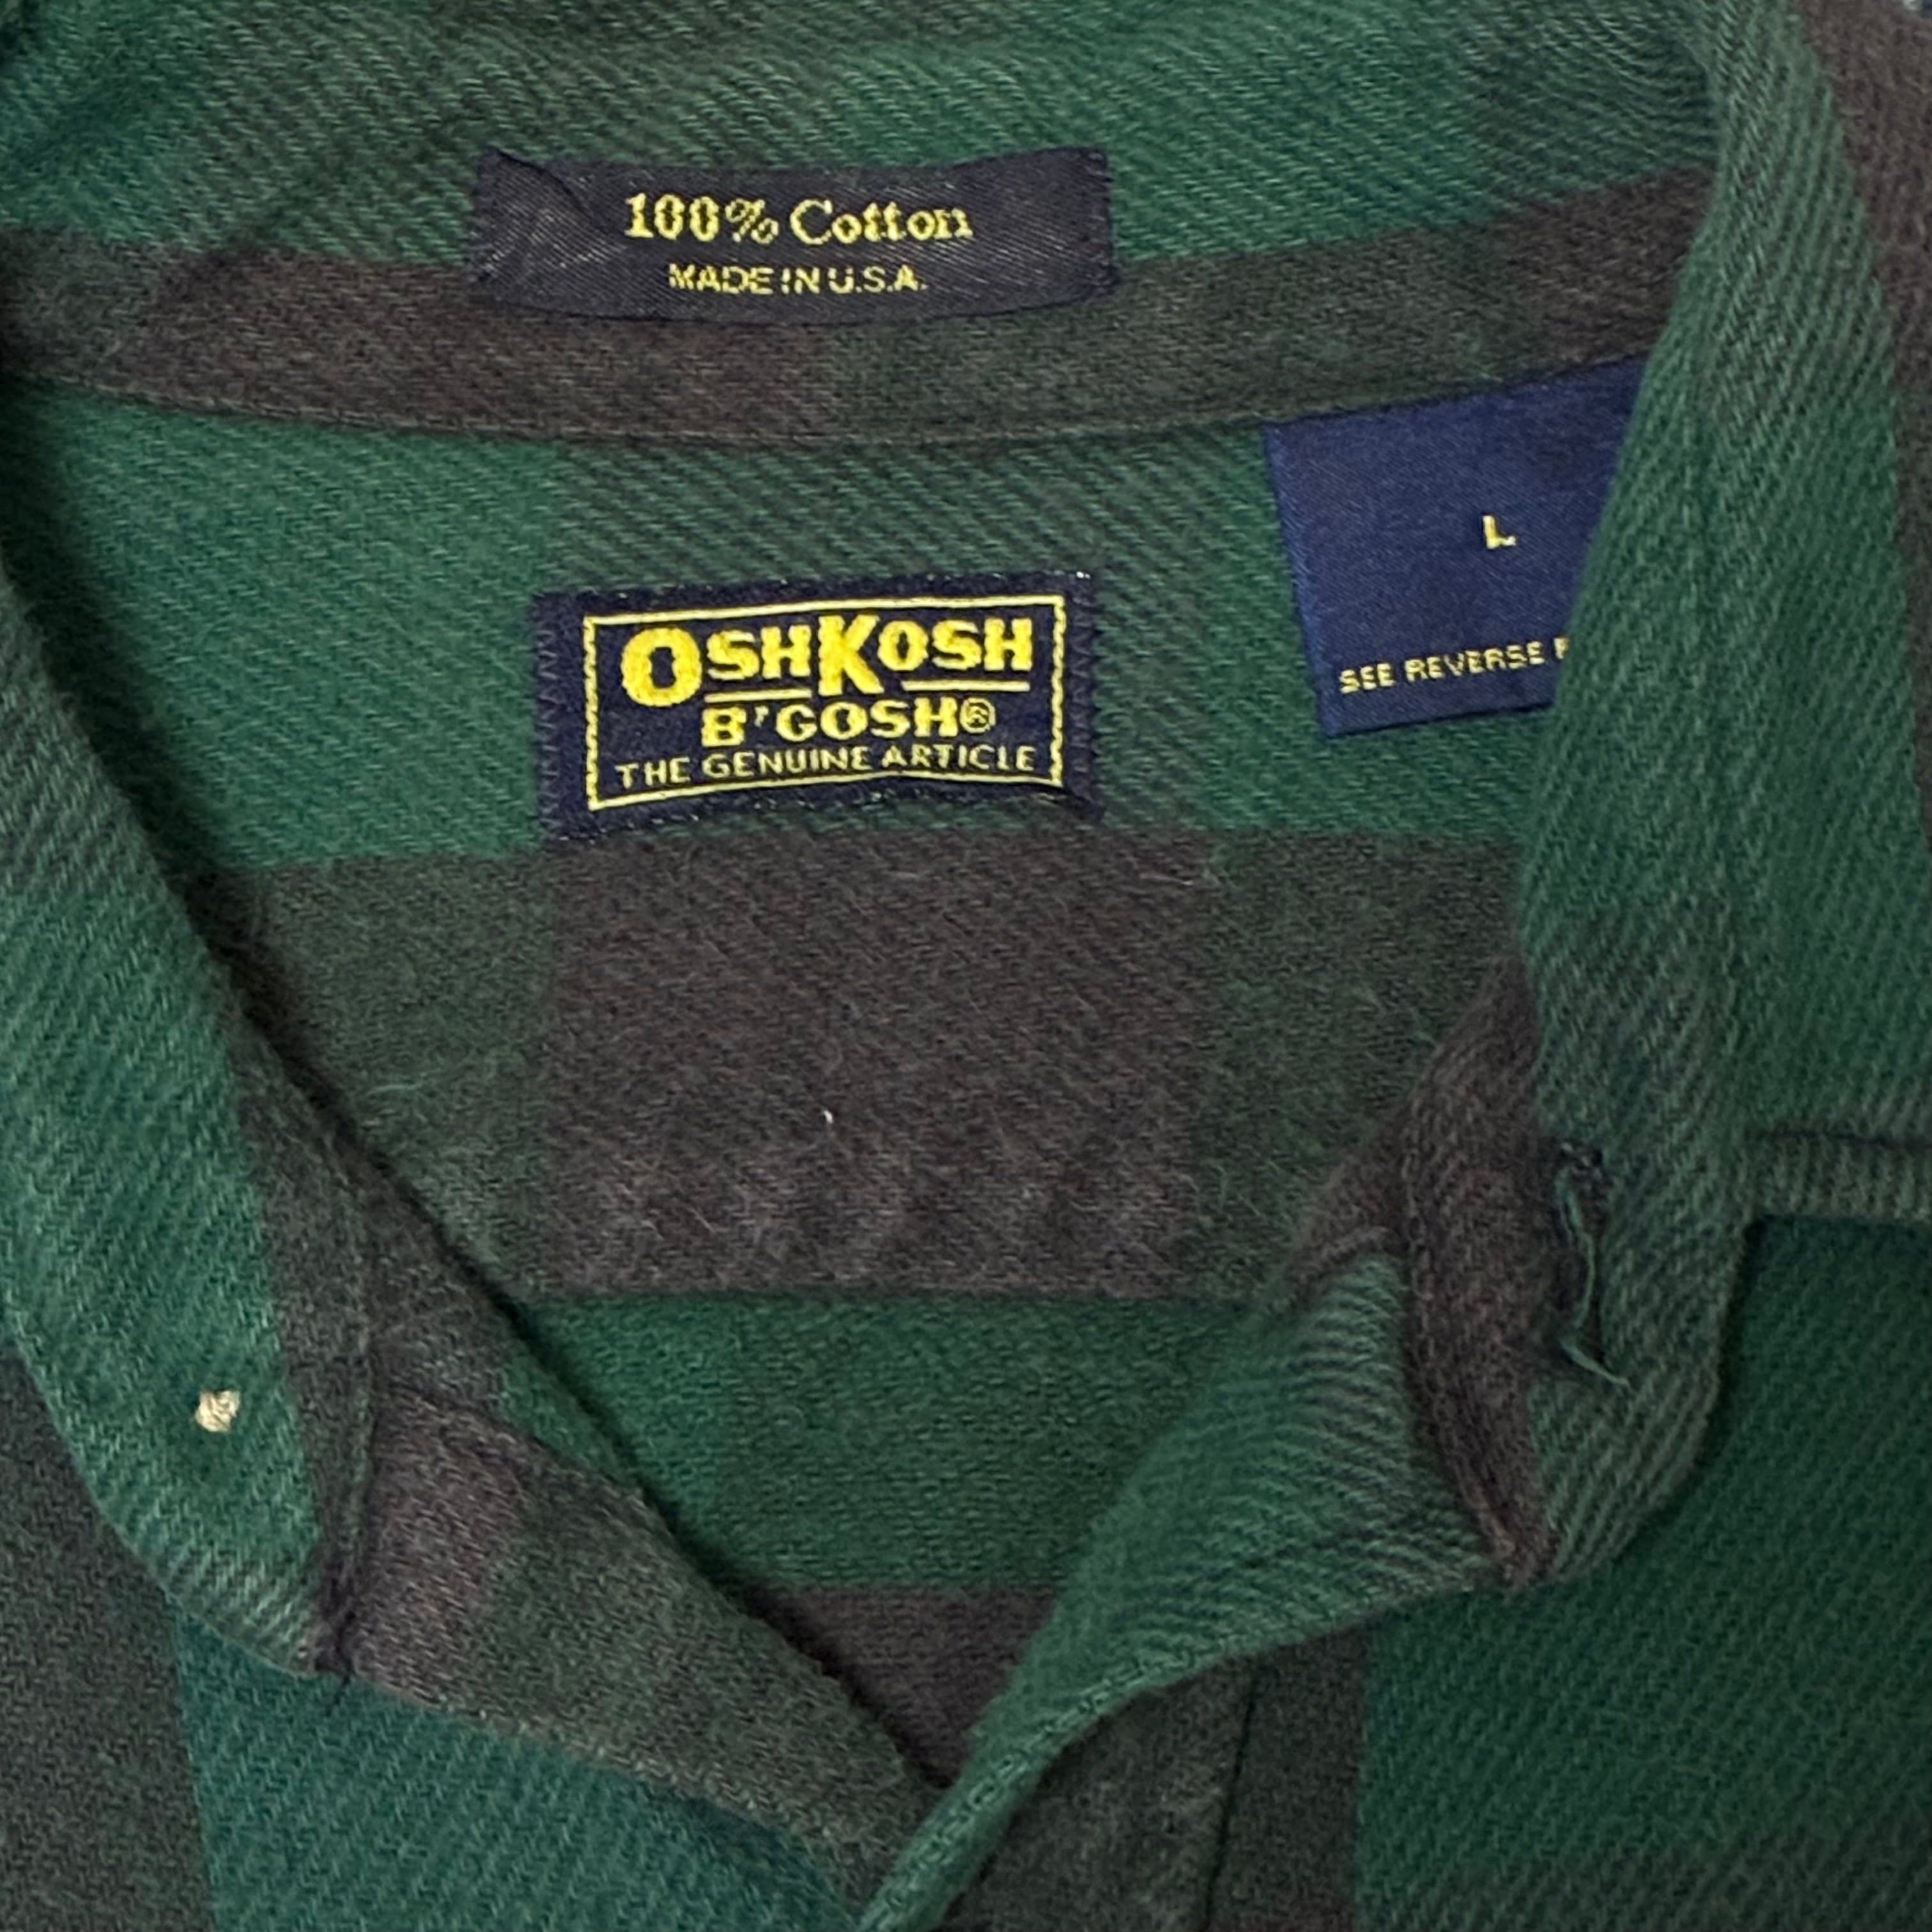 100% Cotton
MADE IN U.S.A.
L
SEE REVERSE
OSHKOSH
B'GOSH®
THE GENUINE ARTICLE